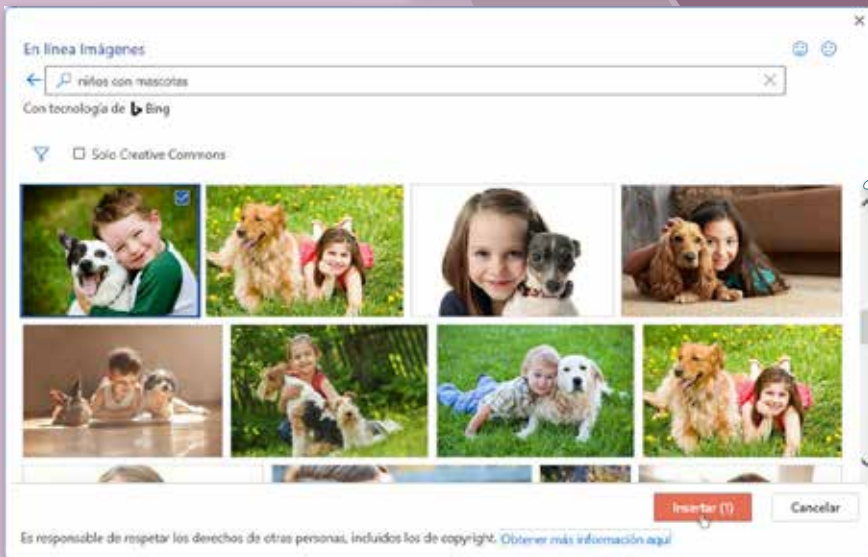 En línea Imágenes
niños con mascotas
Con tecnología de Bing
Solo Creative Commons
Insertar (1)
Cancelar
Es responsable de respetar los derechos de otras personas, incluidos los de copyright. Obtener más información aquí